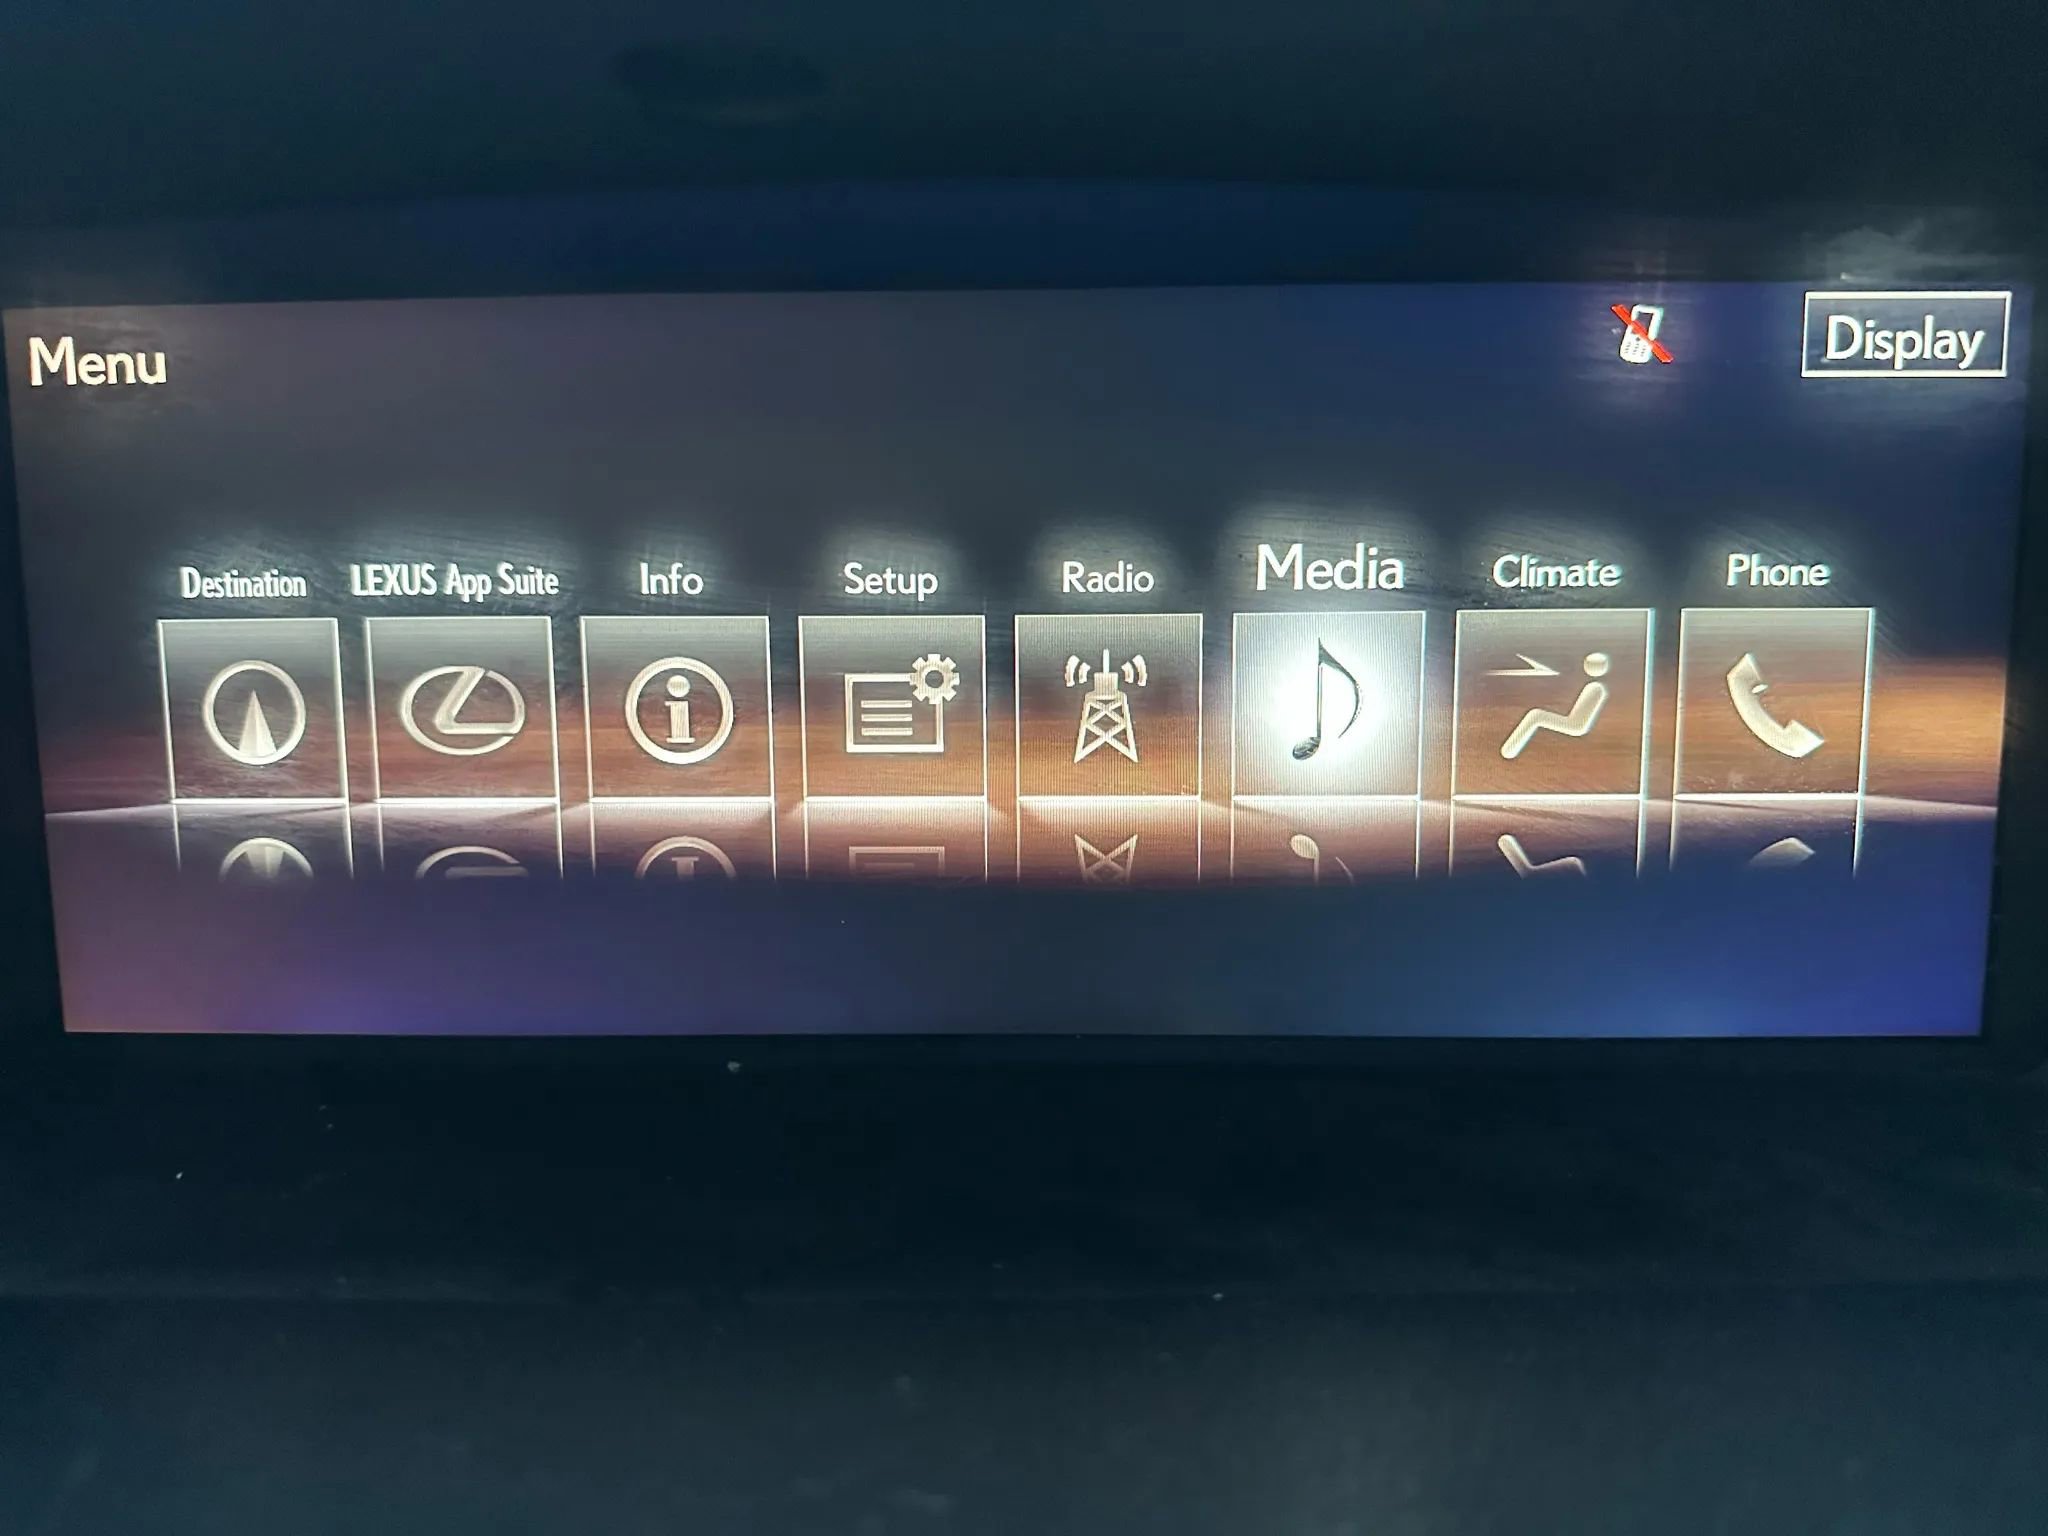 Menu
Display
Destination
LEXUS App Suite
Info
Setup
Radio
Media
Climate
Phone